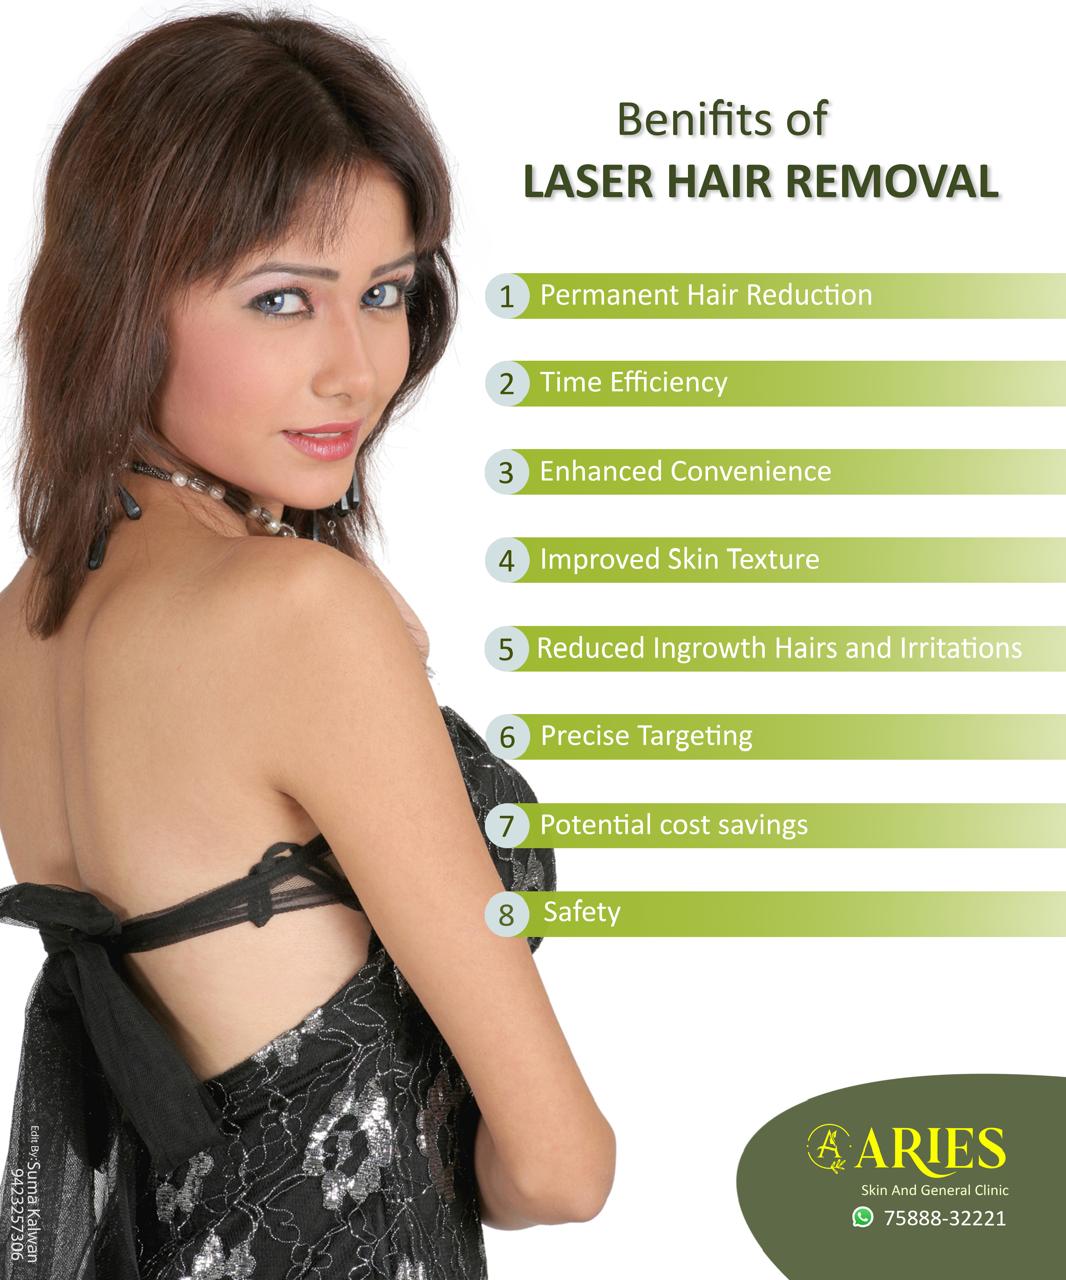 Benifits of
LASER HAIR REMOVAL
1 Permanent Hair Reduction
2 Time Efficiency
3 Enhanced Convenience
4 Improved Skin Texture
5 Reduced Ingrowth Hairs and Irritations
6 Precise Targeting
7 Potential cost savings
8 Safety
ARIES
Skin And General Clinic
75888-32221
Edit By: Suma Kalwan
9423257306